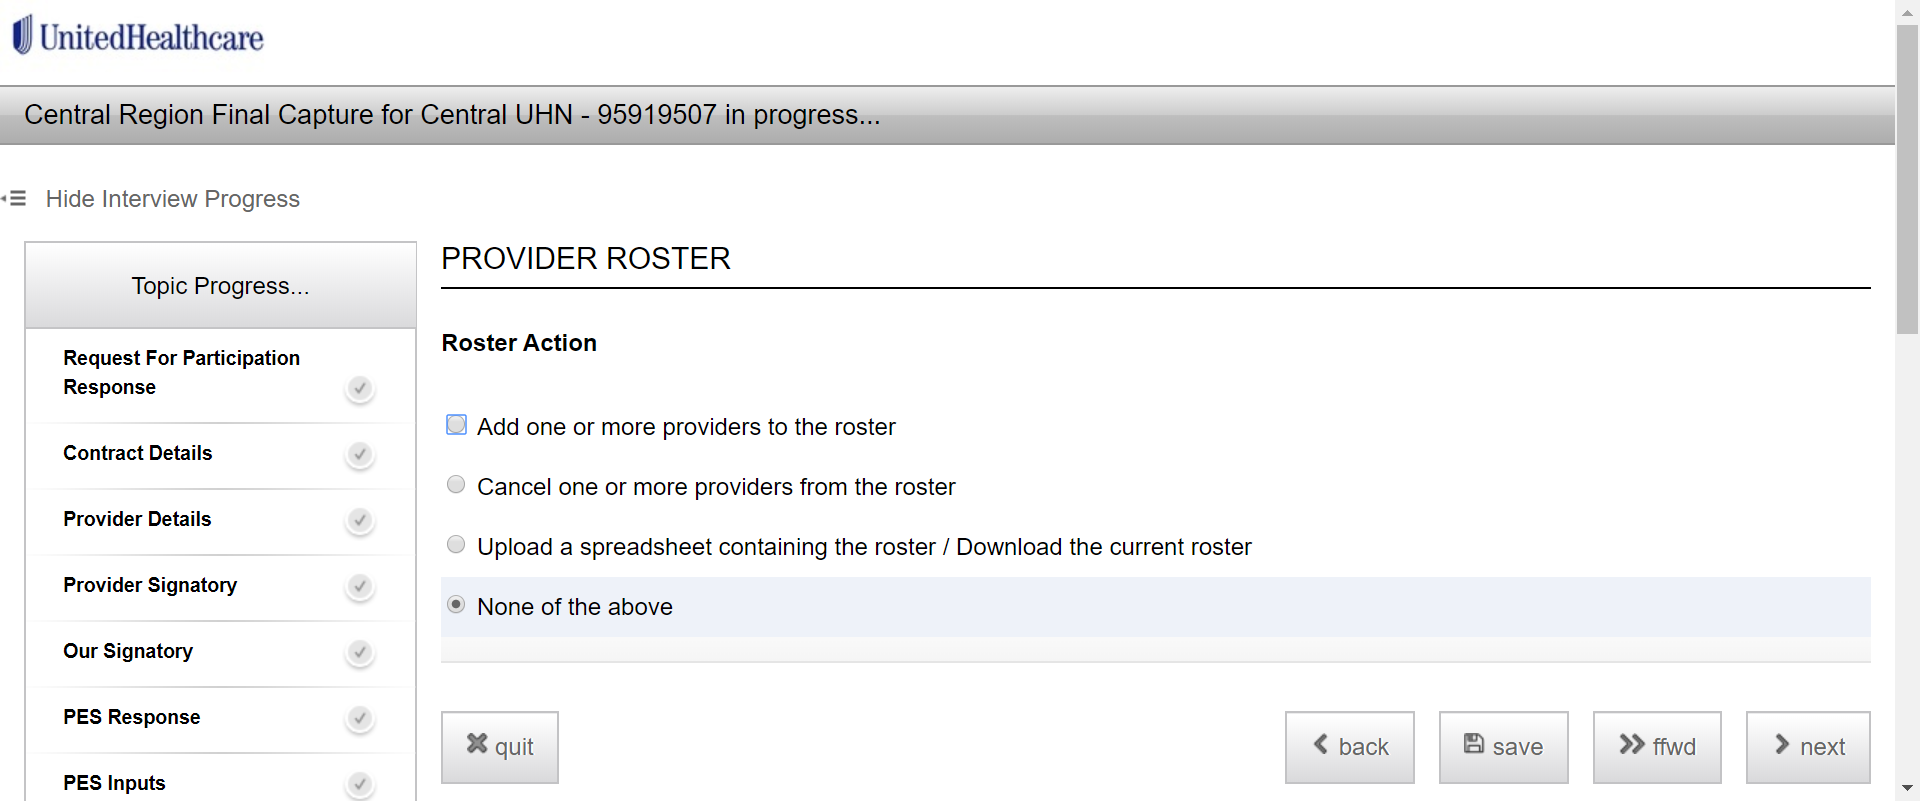 UnitedHealthcare
Central Region Final Capture for Central UHN - 95919507 in progress...
Hide Interview Progress
Topic Progress...
Request For Participation
Response
Contract Details
Provider Details
Provider Signatory
Our Signatory
PES Response
PES Inputs
PROVIDER ROSTER
Roster Action
Add one or more providers to the roster
Cancel one or more providers from the roster
Upload a spreadsheet containing the roster / Download the current roster
None of the above
quit
back
save
ffwd
next